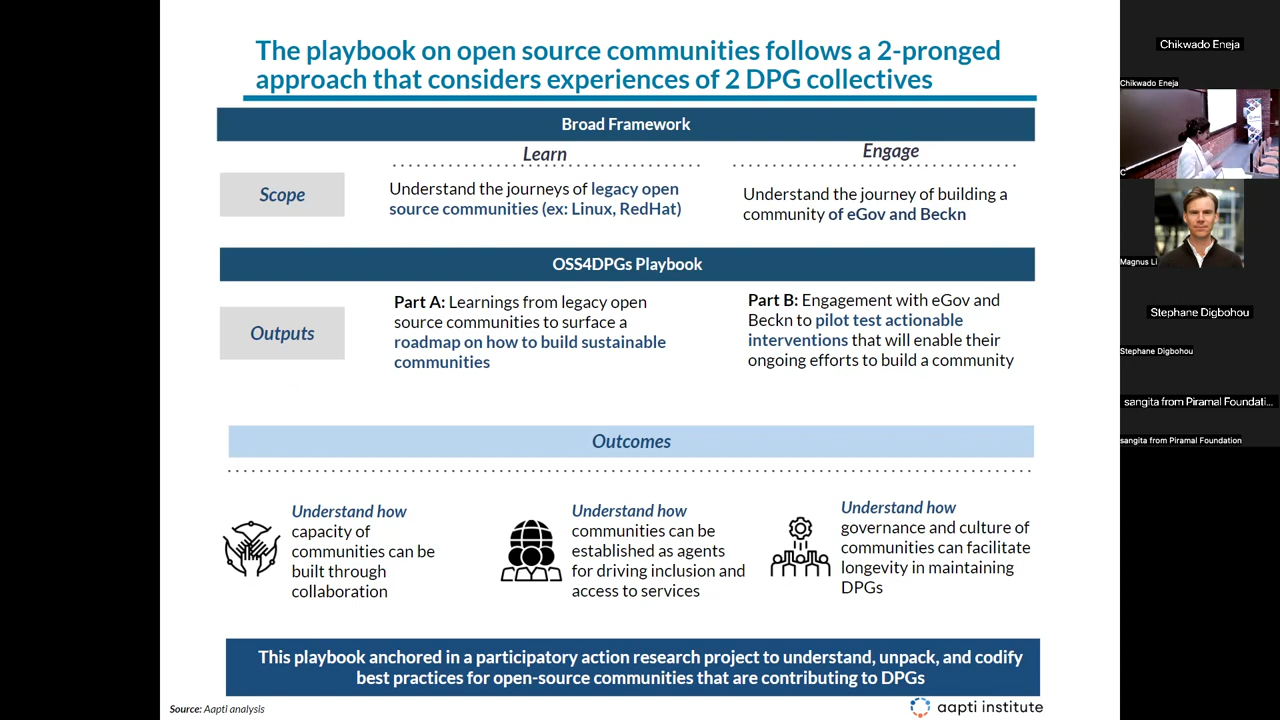 The playbook on open source communities follows a 2-pronged
approach that considers experiences of 2 DPG collectives
Broad Framework
Learn
Engage
Scope
Understand the journeys of legacy open
source communities (ex: Linux, RedHat)
Understand the journey of building a
community of eGov and Beckn
OSS4DPGs Playbook
Outputs
Part A: Learnings from legacy open
source communities to surface a
roadmap on how to build sustainable
communities
Part B: Engagement with eGov and
Beckn to pilot test actionable
interventions that will enable their
ongoing efforts to build a community
Outcomes
Understand how
capacity of
communities can be
built through
collaboration
Understand how
communities can be
established as agents
for driving inclusion and
access to services
Understand how
governance and culture of
communities can facilitate
longevity in maintaining
DPGs
This playbook anchored in a participatory action research project to understand, unpack, and codify
best practices for open-source communities that are contributing to DPGs
Source: Aapti analysis
aapti institute
Chikwado Eneja
Chikwado Eneja
C
Magnus Li
Stephane Digbohou
Stephane Digbohou
sangita from Piramal Foundati...
sangita from Piramal Foundation